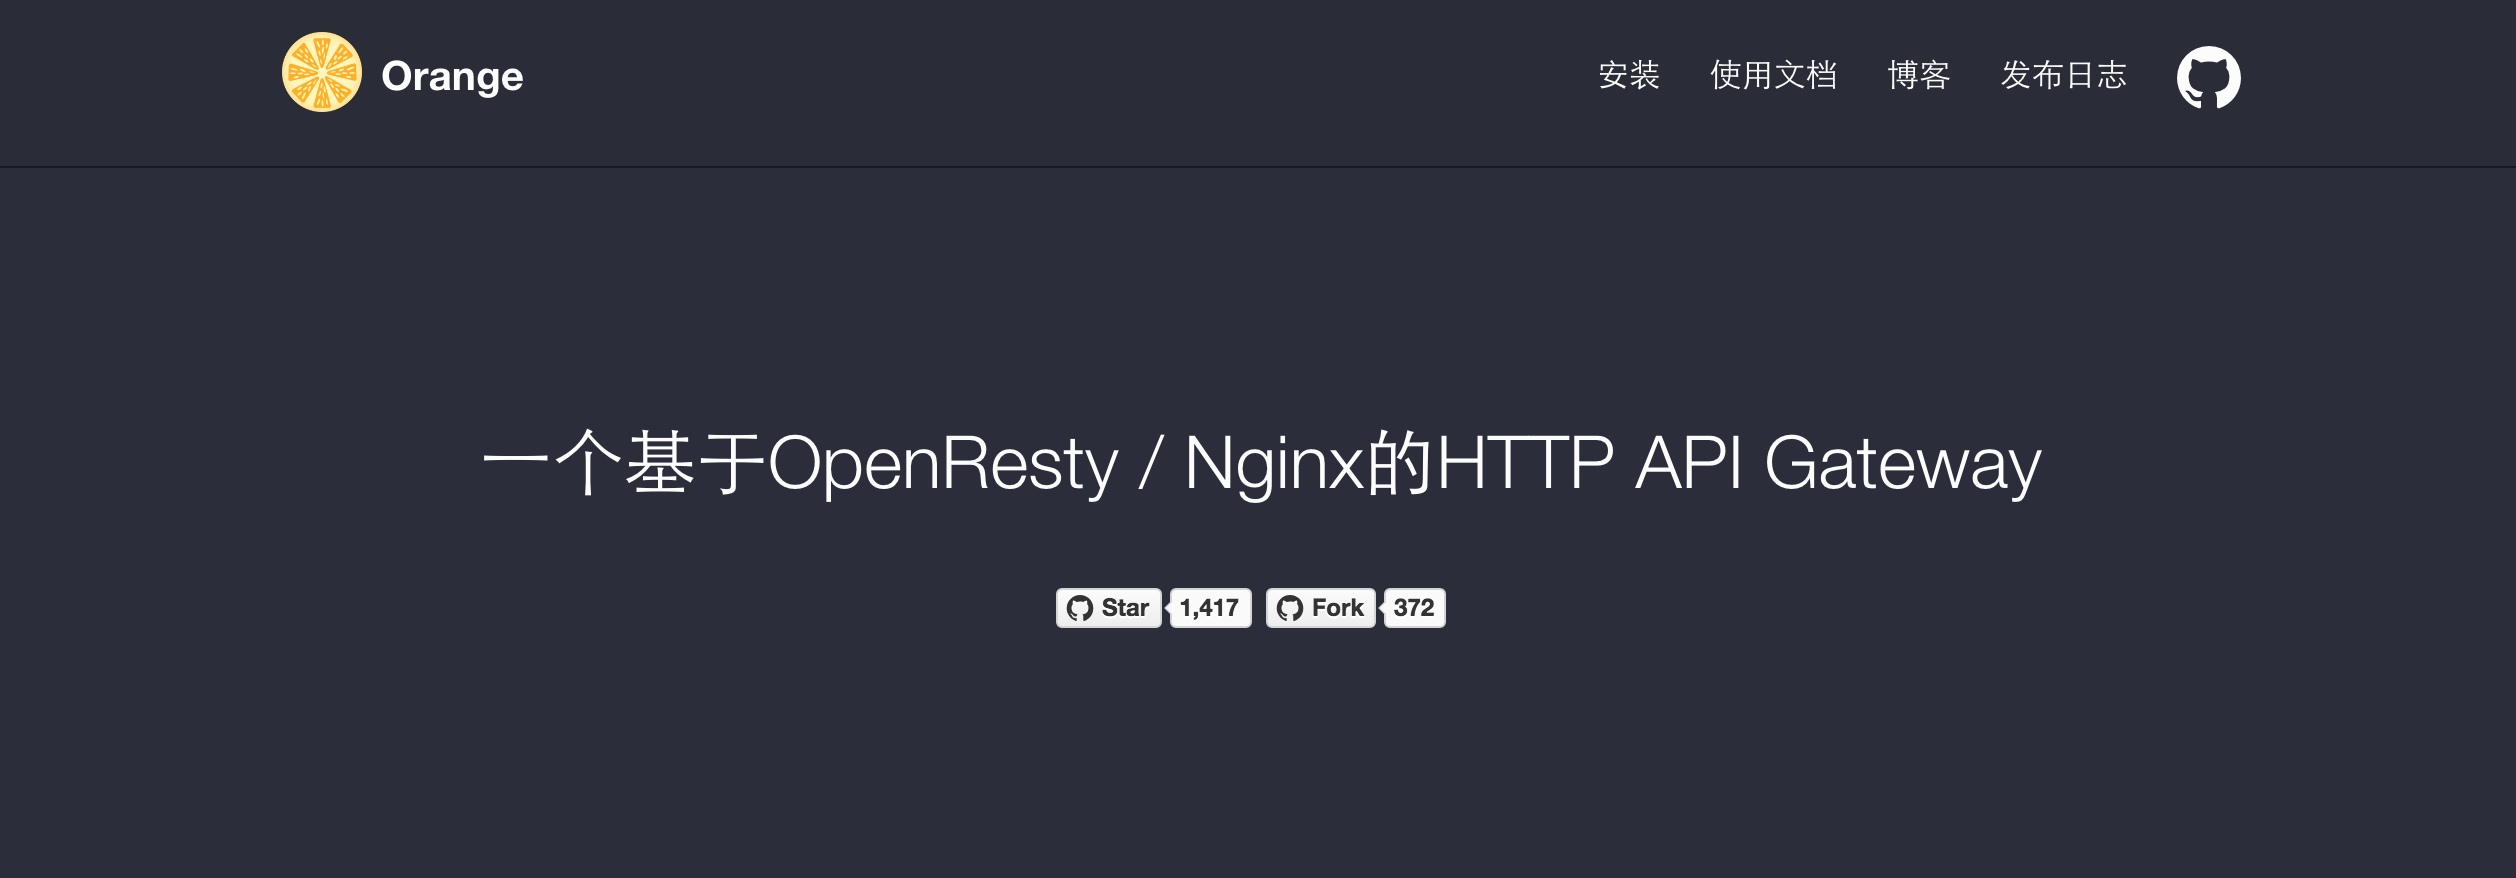 Orange
安装 使用文档 博客 发布日志
一个基于OpenResty / Nginx的HTTP API Gateway
Star 1,417 Fork 372